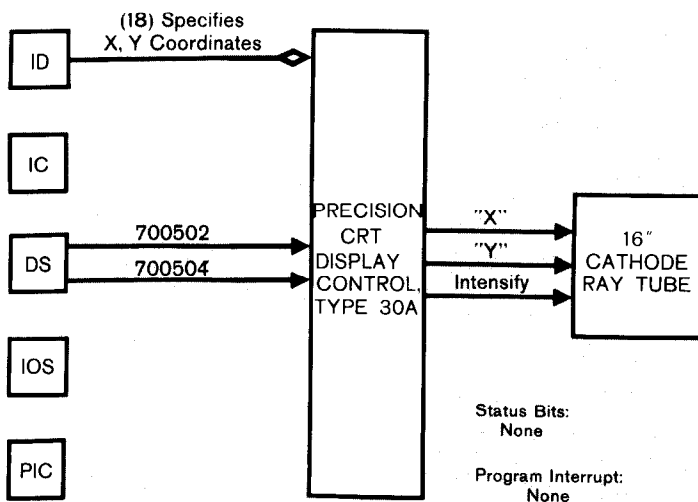 (18) Specifies
X, Y Coordinates
ID
IC
DS
700502
700504
IOS
PIC
PRECISION
CRT
DISPLAY
CONTROL,
TYPE 30A
"X"
"Y"
Intensify
16"
CATHODE
RAY TUBE
Status Bits:
None
Program Interrupt:
None